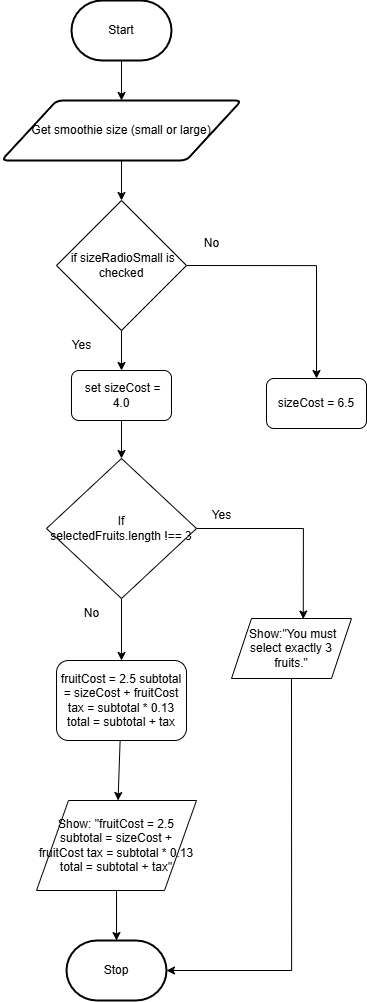 Start
Get smoothie size (small or large)
No
if sizeRadioSmall is
checked
Yes
set sizeCost =
4.0
sizeCost = 6.5
Yes
If
selectedFruits.length !== 3
No
Show:"You must
select exactly 3
fruits."
fruitCost = 2.5 subtotal
= sizeCost + fruitCost
tax = subtotal * 0.13
total = subtotal + tax
Show: "fruitCost = 2.5
subtotal = sizeCost +
fruitCost tax = subtotal * 0.13
total = subtotal + tax"
Stop